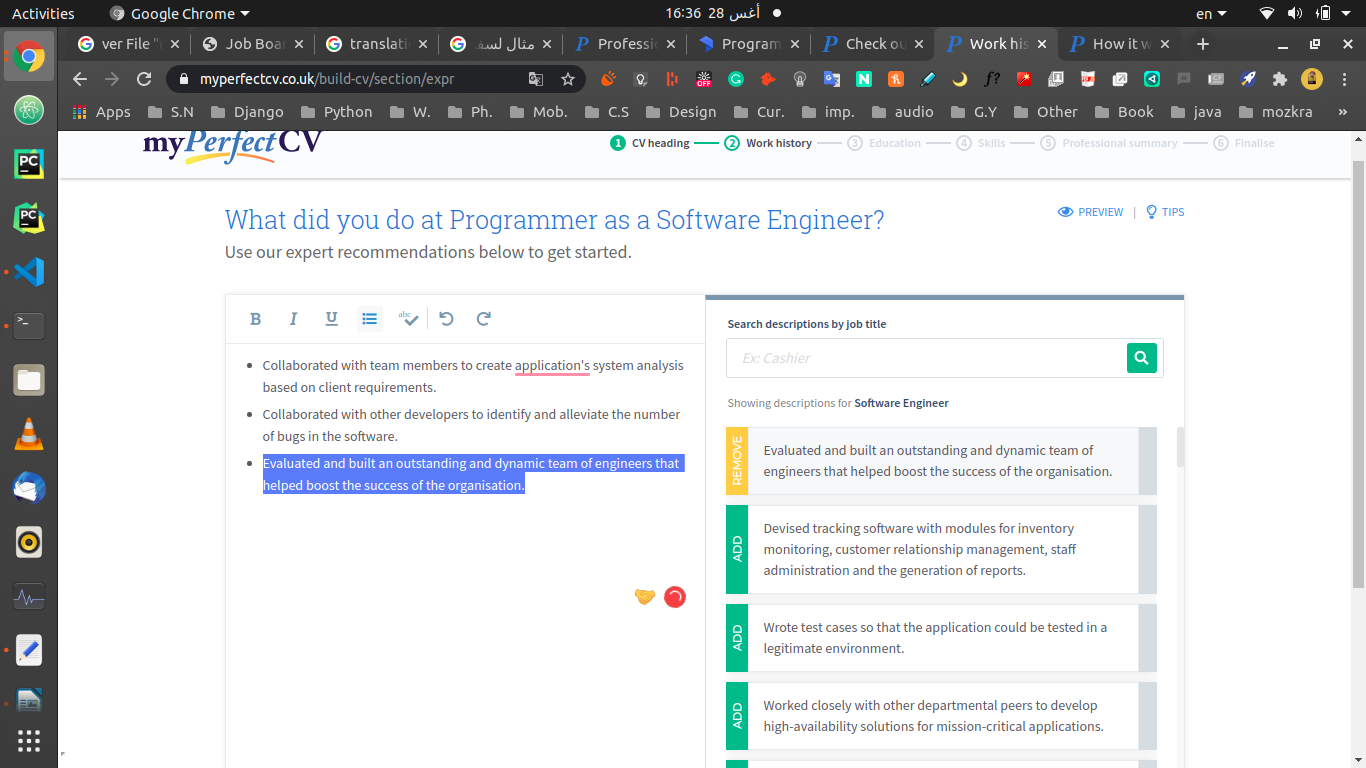 Activities
Google Chrome
أغس 28 16:36
en
ver File "n
Job Boar
translati
مثال لسف
Professio
Program
Check ou
Work his
How it w
myperfectcv.co.uk/build-cv/section/expr
OFF
f?
Apps
S.N
Django
Python
W.
Ph.
Mob.
C.S
Design
Cur.
imp.
audio
G.Y
Other
Book
java
mozkra
»
myPerfectCV
1 CV heading
2 Work history
3 Education
4 Skills
5 Professional summary
6 Finalise
What did you do at Programmer as a Software Engineer?
PREVIEW | TIPS
Use our expert recommendations below to get started.
B I U abc
Collaborated with team members to create application's system analysis
based on client requirements.
Collaborated with other developers to identify and alleviate the number
of bugs in the software.
Evaluated and built an outstanding and dynamic team of engineers that
helped boost the success of the organisation.
Search descriptions by job title
Ex: Cashier
Showing descriptions for Software Engineer
REMOVE
Evaluated and built an outstanding and dynamic team of
engineers that helped boost the success of the organisation.
ADD
Devised tracking software with modules for inventory
monitoring, customer relationship management, staff
administration and the generation of reports.
ADD
Wrote test cases so that the application could be tested in a
legitimate environment.
ADD
Worked closely with other departmental peers to develop
high-availability solutions for mission-critical applications.